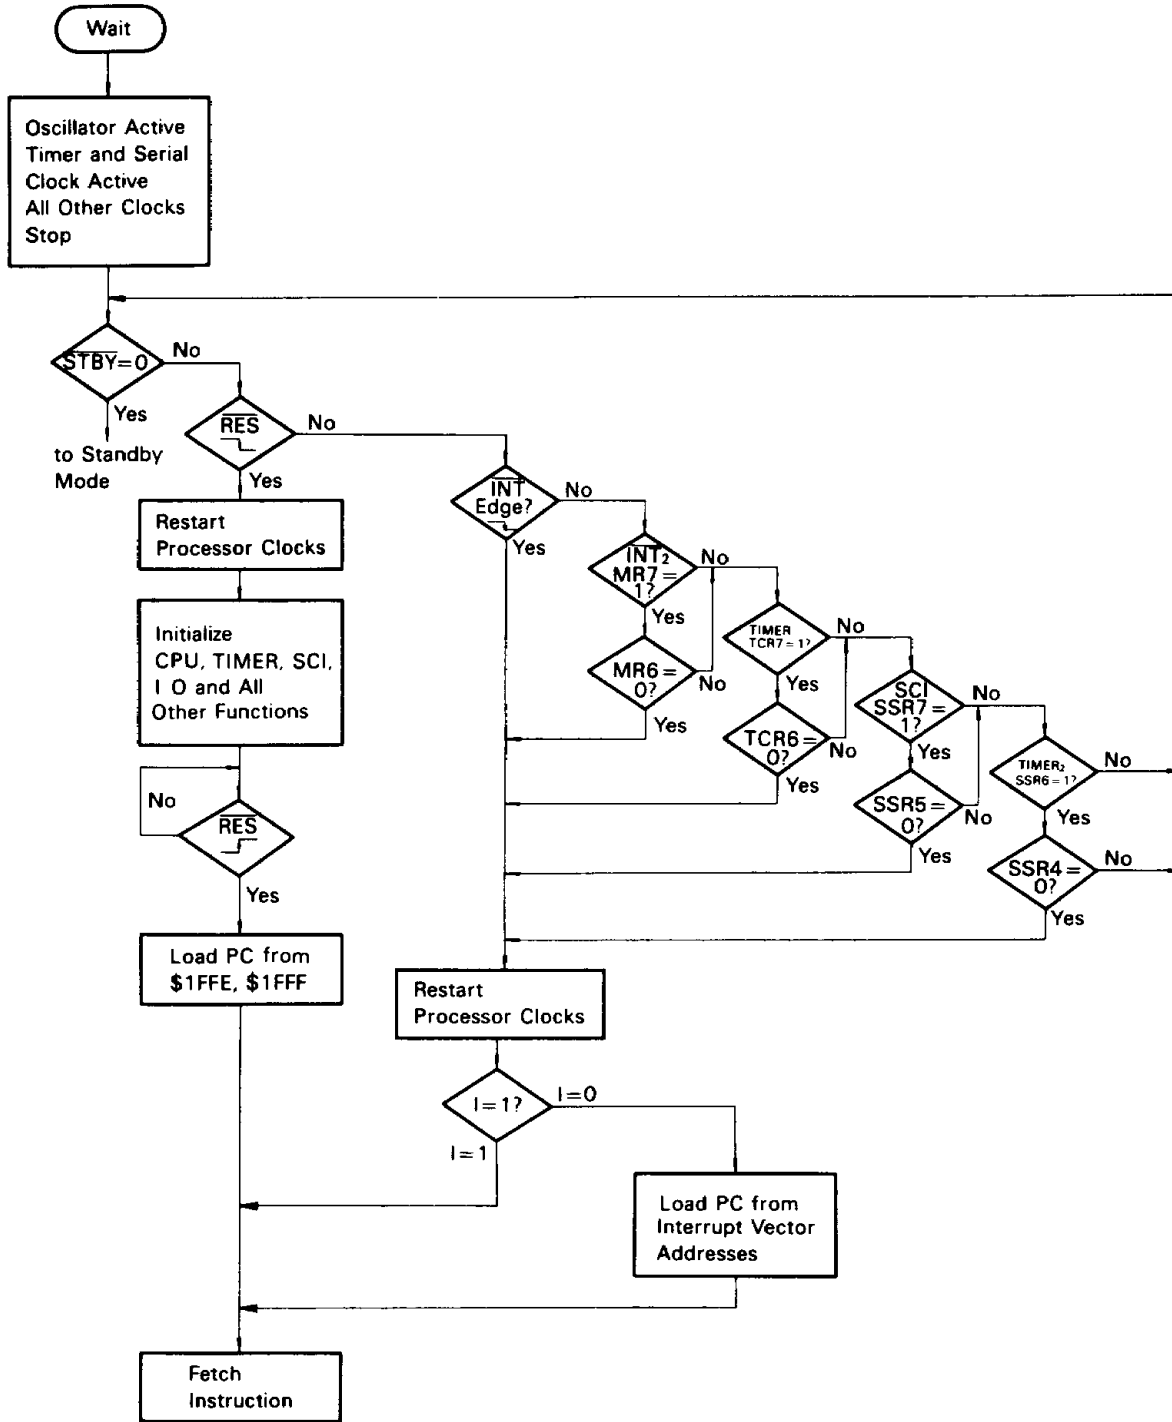 Wait
Oscillator Active
Timer and Serial
Clock Active
All Other Clocks
Stop
STBY=0
No
Yes
to Standby
Mode
RES
No
Yes
Restart
Processor Clocks
Initialize
CPU, TIMER, SCI,
I O and All
Other Functions
No
RES
Yes
Load PC from
$1FFE, $1FFF
INT
Edge?
No
Yes
INT2
MR7=
1?
No
Yes
MR6=
0?
No
Yes
TIMER
TCR7=1?
No
Yes
TCR6=
0?
No
Yes
SCI
SSR7=
1?
No
Yes
SSR5=
0?
No
Yes
TIMER2
SSR6=1?
No
Yes
SSR4=
0?
No
Yes
Restart
Processor Clocks
I=1?
I=0
I=1
Load PC from
Interrupt Vector
Addresses
Fetch
Instruction